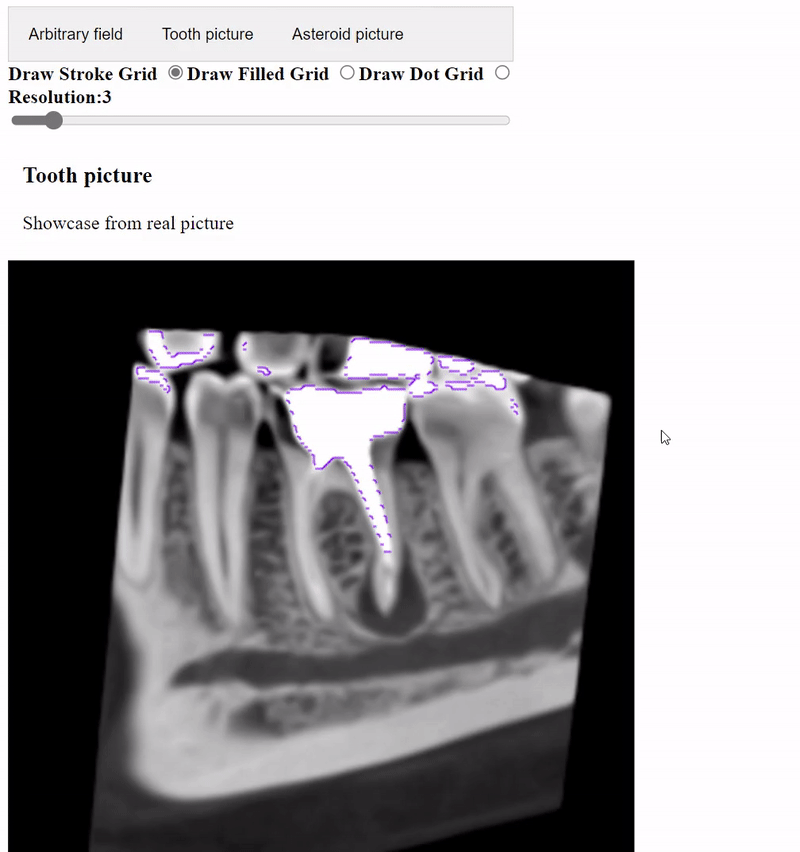 Arbitrary field Tooth picture Asteroid picture
Draw Stroke Grid Draw Filled Grid Draw Dot Grid
Resolution:3
Tooth picture
Showcase from real picture